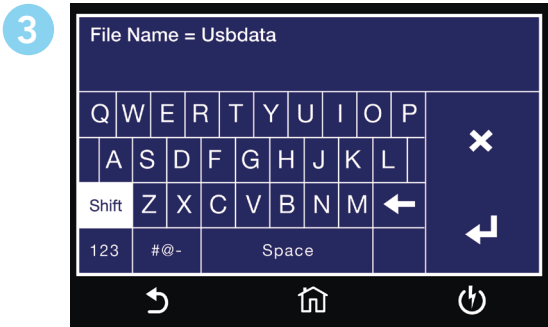 3
File Name = Usbdata
Q W E R T Y U I O P
A S D F G H J K L
Shift Z X C V B N M
123 #@- Space